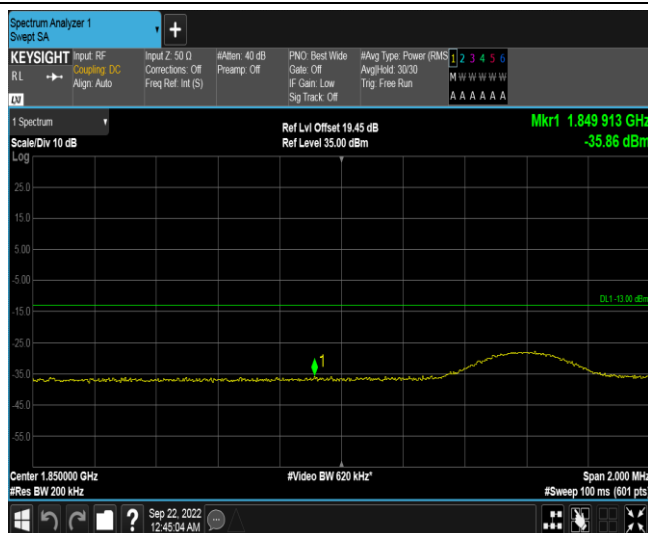 Spectrum Analyzer 1
Swept SA
+
KEYSIGHT
RL
Input: RF
Coupling: DC
Align: Auto
Input Z: 50 Ω
Corrections: Off
Freq Ref: Int (S)
#Atten: 40 dB
Preamp: Off
PNO: Best Wide
Gate: Off
IF Gain: Low
Sig Track: Off
#Avg Type: Power (RMS
Avg|Hold: 30/30
Trig: Free Run
1 2 3 4 5 6
M W W W W W
A A A A A A
1 Spectrum
Scale/Div 10 dB
Log
Ref Lvl Offset 19.45 dB
Ref Level 35.00 dBm
Mkr1 1.849 913 GHz
-35.86 dBm
25.0
15.0
5.00
-5.00
DL1 -13.00 dBm
-15.0
-25.0
1
-35.0
-45.0
-55.0
Center 1.850000 GHz
#Res BW 200 kHz
#Video BW 620 kHz*
Span 2.000 MHz
#Sweep 100 ms (601 pts)
?
Sep 22, 2022
12:45:04 AM